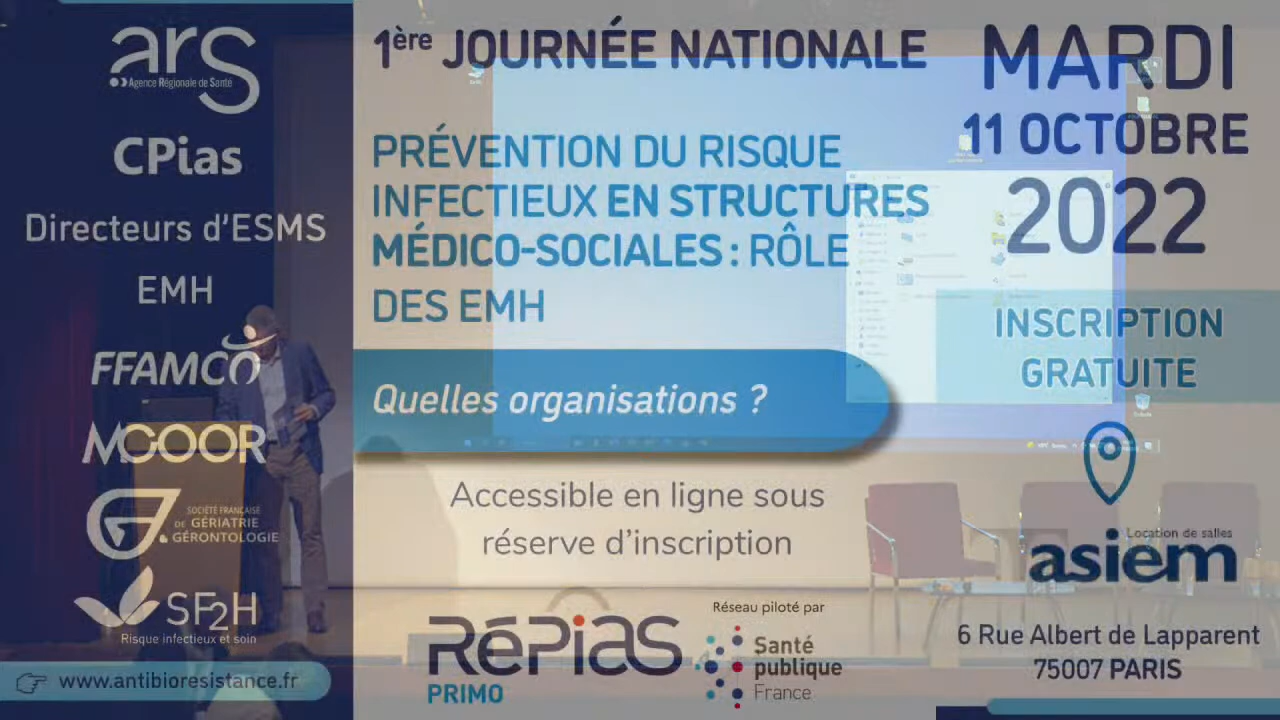 arS
Agence Régionale de Santé
CPias
Directeurs d'ESMS
EMH
FFAMCO
MCOOR
SOCIÉTÉ FRANÇAISE
DE GÉRIATRIE
& GÉRONTOLOGIE
SF2H
Risque infectieux et soin
www.antibioresistance.fr
1ère JOURNÉE NATIONALE
PRÉVENTION DU RISQUE
INFECTIEUX EN STRUCTURES
MÉDICO-SOCIALES : RÔLE
DES EMH
Quelles organisations ?
Accessible en ligne sous
réserve d'inscription
RéPias
PRIMO
Réseau piloté par
Santé
publique
France
MARDI
11 OCTOBRE
2022
INSCRIPTION
GRATUITE
Location de salles
asiem
6 Rue Albert de Lapparent
75007 PARIS